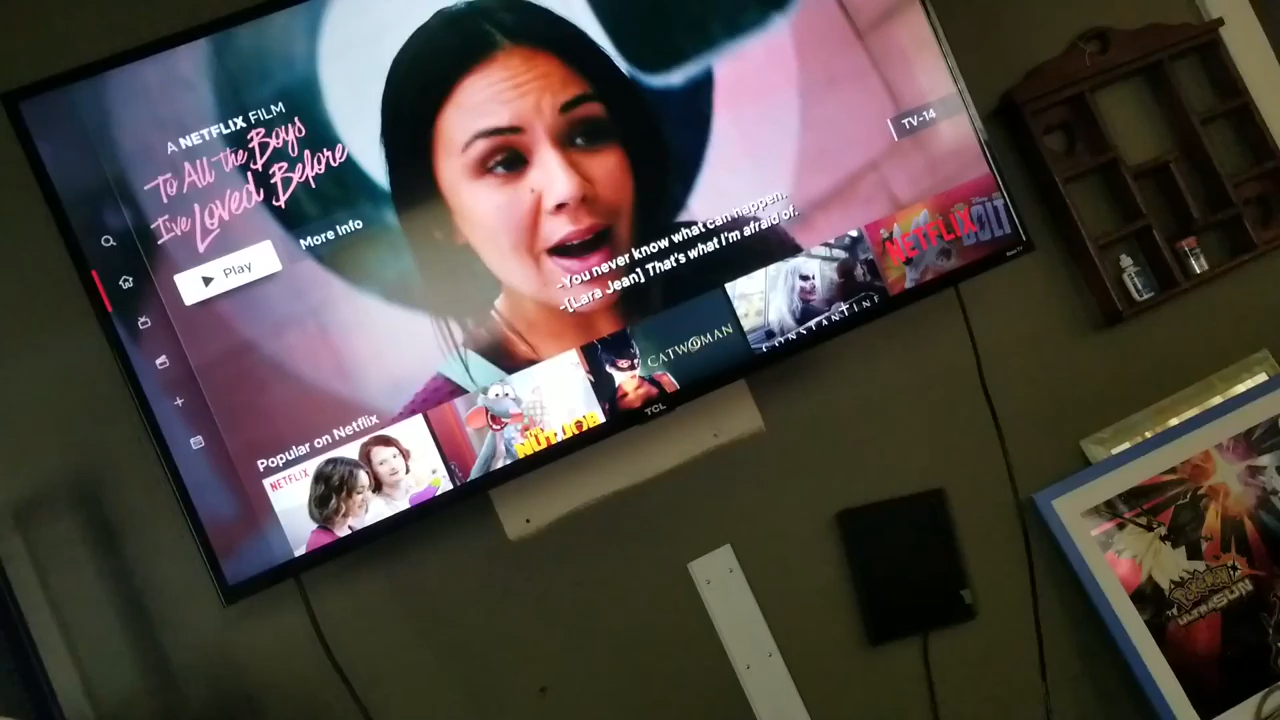 A NETFLIX FILM
To All the Boys
I've Loved Before
Play
More Info
TV-14
-You never know what can happen.
-[Lara Jean] That's what I'm afraid of.
Popular on Netflix
NETFLIX
THE
NUT JOB
CATWOMAN
CONSTANTINE
NETFLIX
BOLT
TCL
POKÉMON
ULTRA SUN